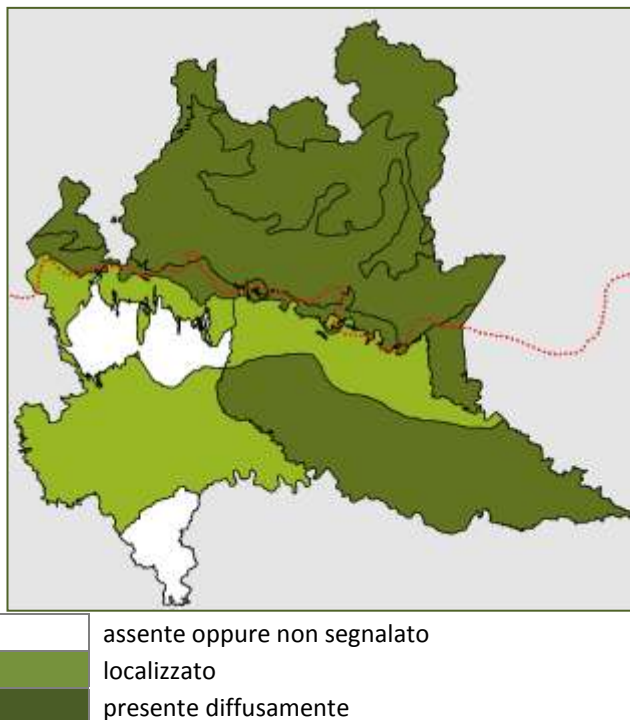 assente oppure non segnalato
localizzato
presente diffusamente